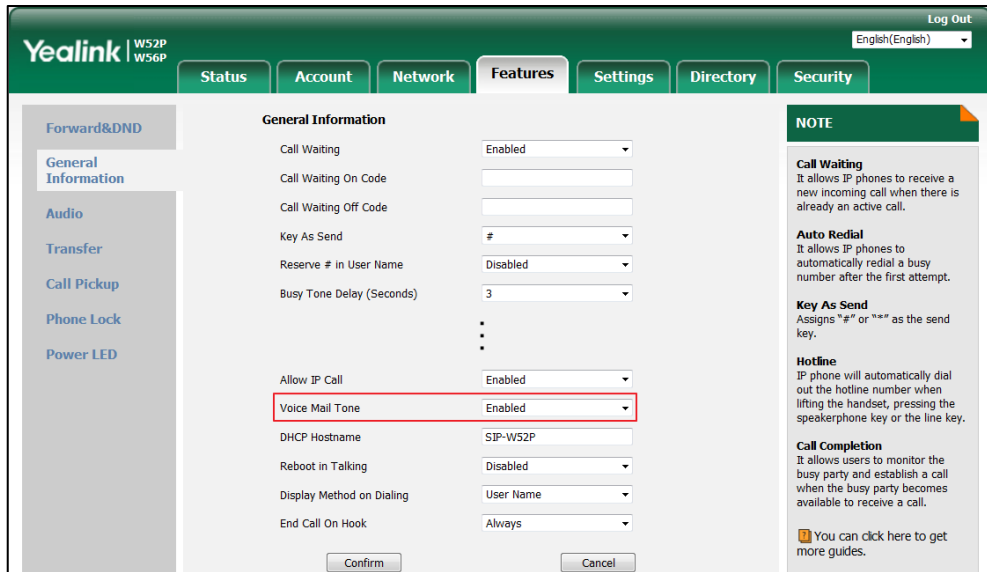 Log Out
English(English)
Yealink | W52P
W56P
Status Account Network Features Settings Directory Security
Forward&DND
General
Information
Audio
Transfer
Call Pickup
Phone Lock
Power LED
General Information
Call Waiting Enabled
Call Waiting On Code
Call Waiting Off Code
Key As Send #
Reserve # in User Name Disabled
Busy Tone Delay (Seconds) 3
Allow IP Call Enabled
Voice Mail Tone Enabled
DHCP Hostname SIP-W52P
Reboot in Talking Disabled
Display Method on Dialing User Name
End Call On Hook Always
Confirm Cancel
NOTE
Call Waiting
It allows IP phones to receive a
new incoming call when there is
already an active call.
Auto Redial
It allows IP phones to
automatically redial a busy
number after the first attempt.
Key As Send
Assigns "#" or "*" as the send
key.
Hotline
IP phone will automatically dial
out the hotline number when
lifting the handset, pressing the
speakerphone key or the line key.
Call Completion
It allows users to monitor the
busy party and establish a call
when the busy party becomes
available to receive a call.
You can click here to get
more guides.